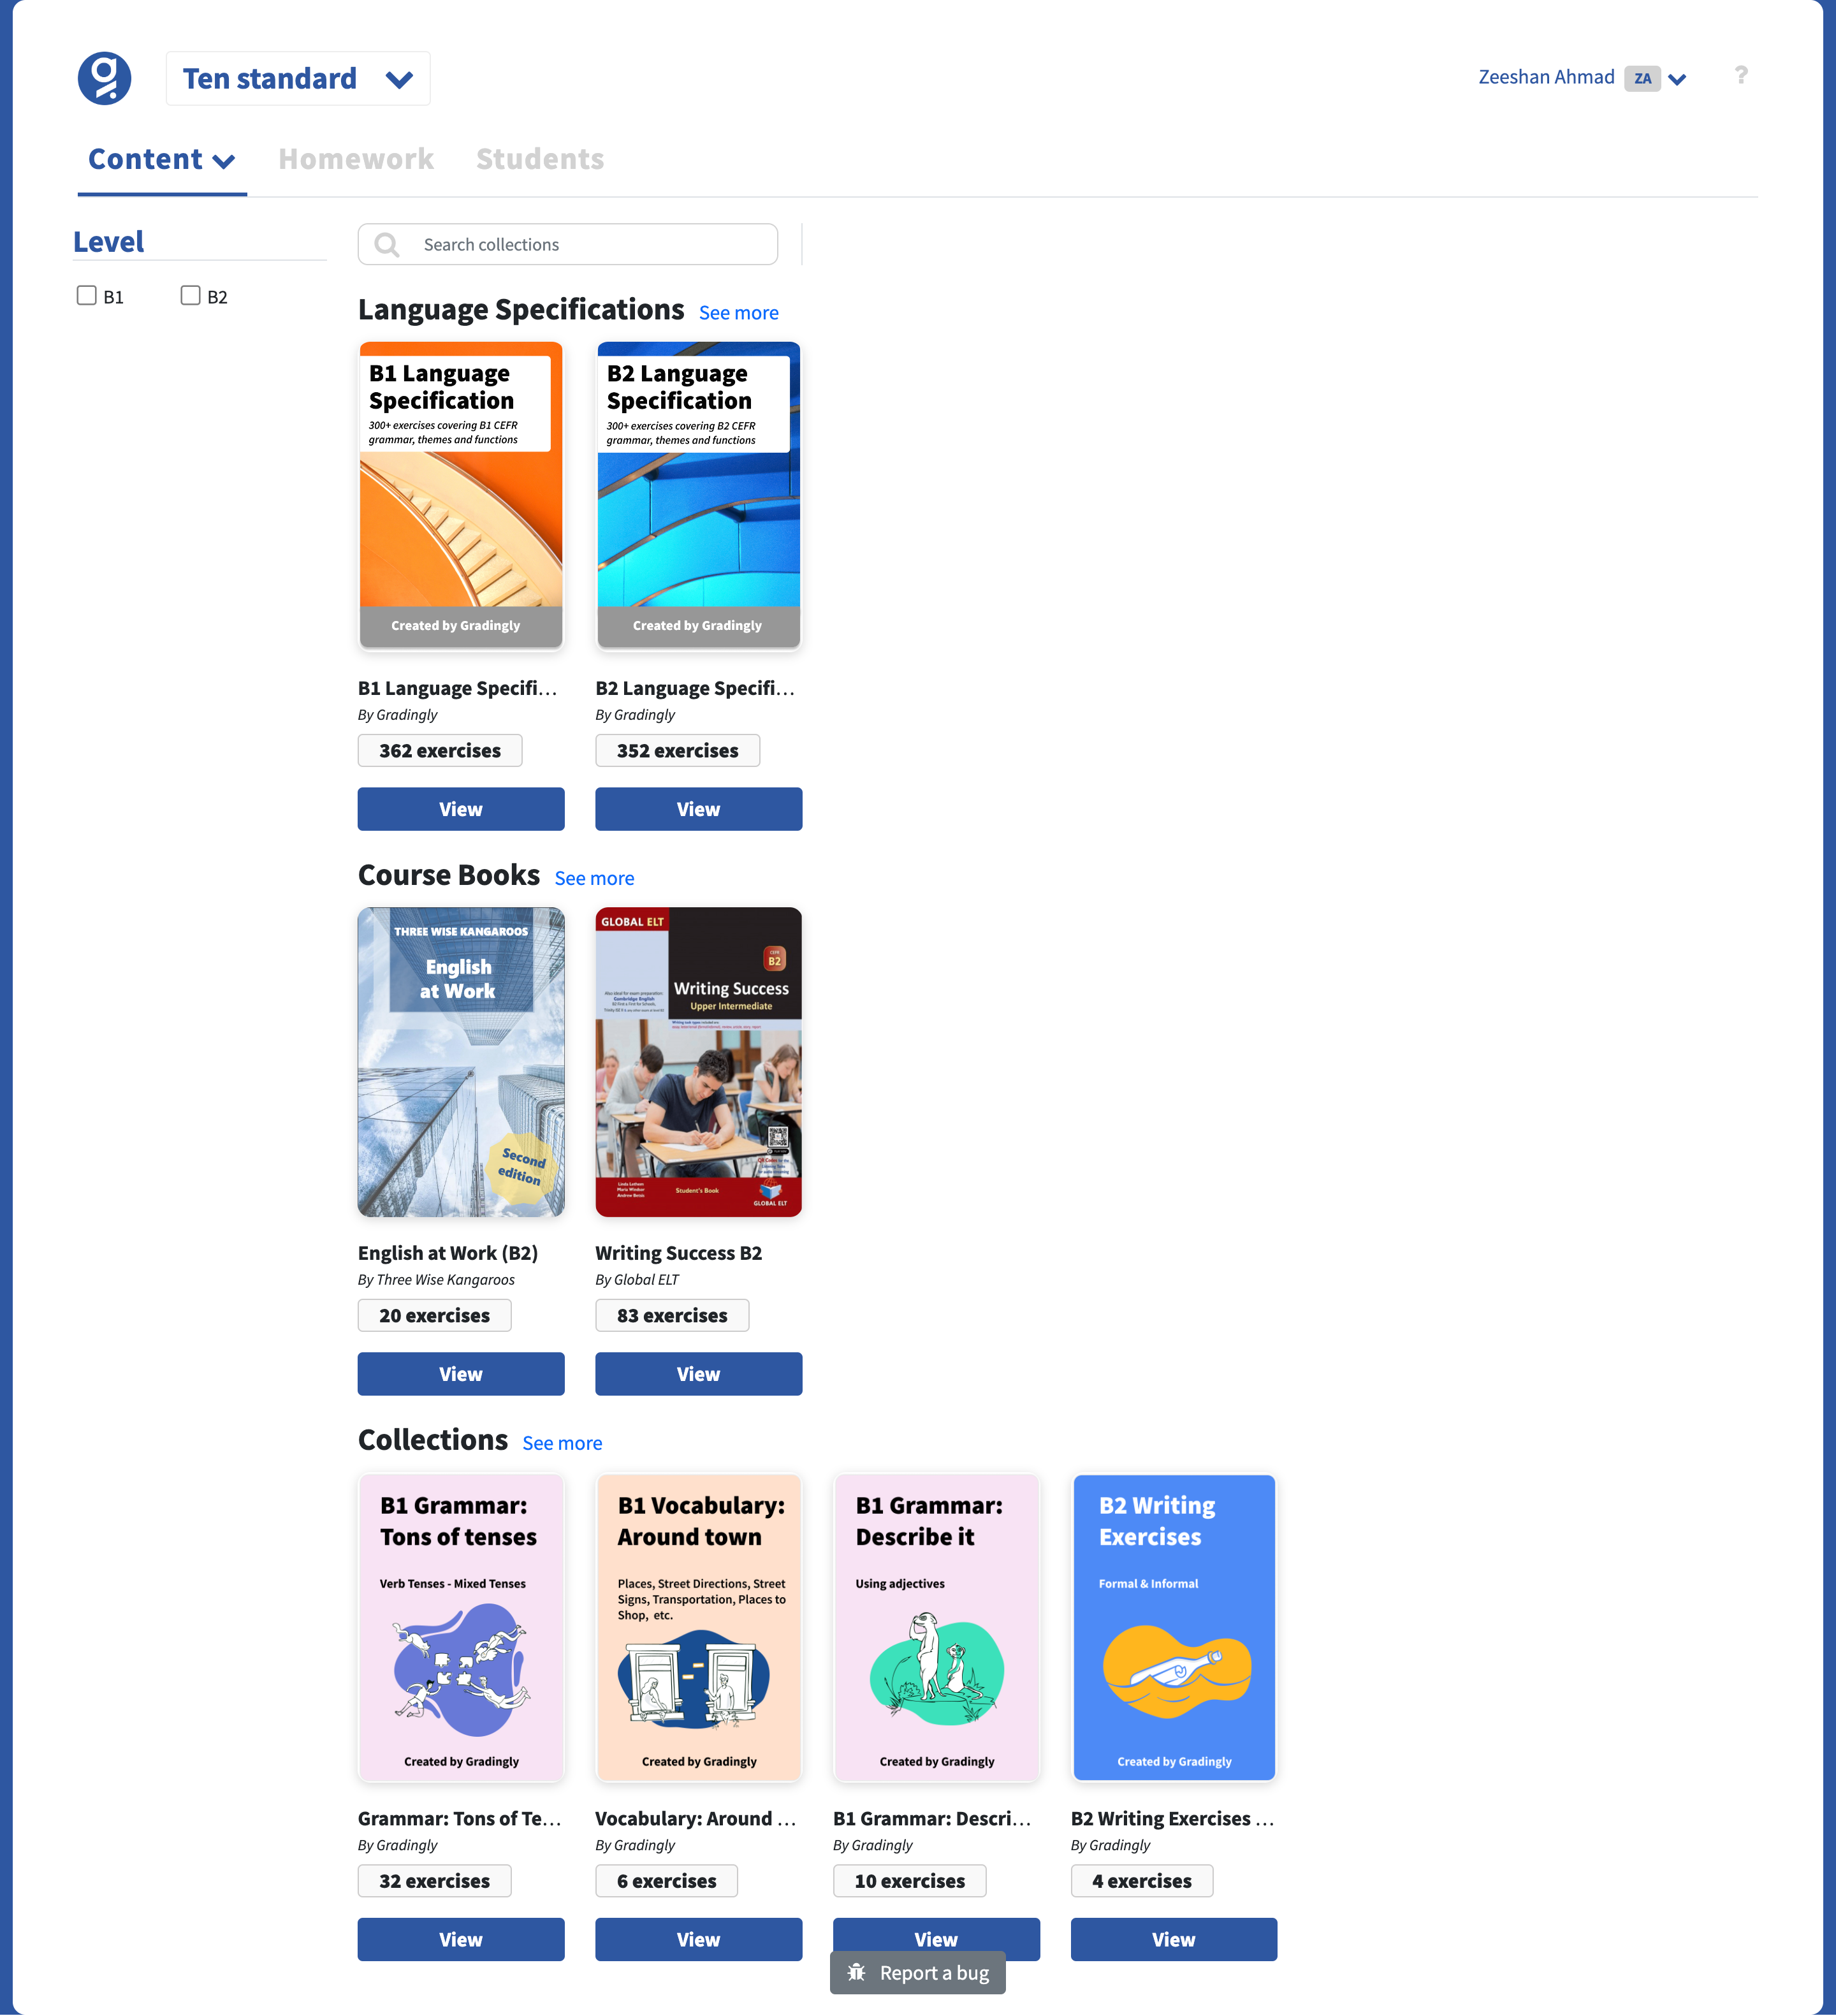 g
Ten standard
Zeeshan Ahmad ZA ?
Content Homework Students
Level
B1 B2
Search collections
Language Specifications See more
B1 Language
Specification
300+ exercises covering B1 CEFR
grammar, themes and functions
Created by Gradingly
B2 Language
Specification
300+ exercises covering B2 CEFR
grammar, themes and functions
Created by Gradingly
B1 Language Specifi...
By Gradingly
362 exercises
View
B2 Language Specifi...
By Gradingly
352 exercises
View
Course Books See more
THREE WISE KANGAROOS
English
at Work
Second
edition
GLOBAL ELT
B2
Writing Success
Upper Intermediate
Cambridge English
Student's Book
GLOBAL ELT
English at Work (B2)
By Three Wise Kangaroos
20 exercises
View
Writing Success B2
By Global ELT
83 exercises
View
Collections See more
B1 Grammar:
Tons of tenses
Verb Tenses - Mixed Tenses
Created by Gradingly
B1 Vocabulary:
Around town
Places, Street Directions, Street
Signs, Transportation, Places to
Shop, etc.
Created by Gradingly
B1 Grammar:
Describe it
Using adjectives
Created by Gradingly
B2 Writing
Exercises
Formal & Informal
Created by Gradingly
Grammar: Tons of Te...
By Gradingly
32 exercises
View
Vocabulary: Around ...
By Gradingly
6 exercises
View
B1 Grammar: Descri...
By Gradingly
10 exercises
View
B2 Writing Exercises ...
By Gradingly
4 exercises
View
Report a bug